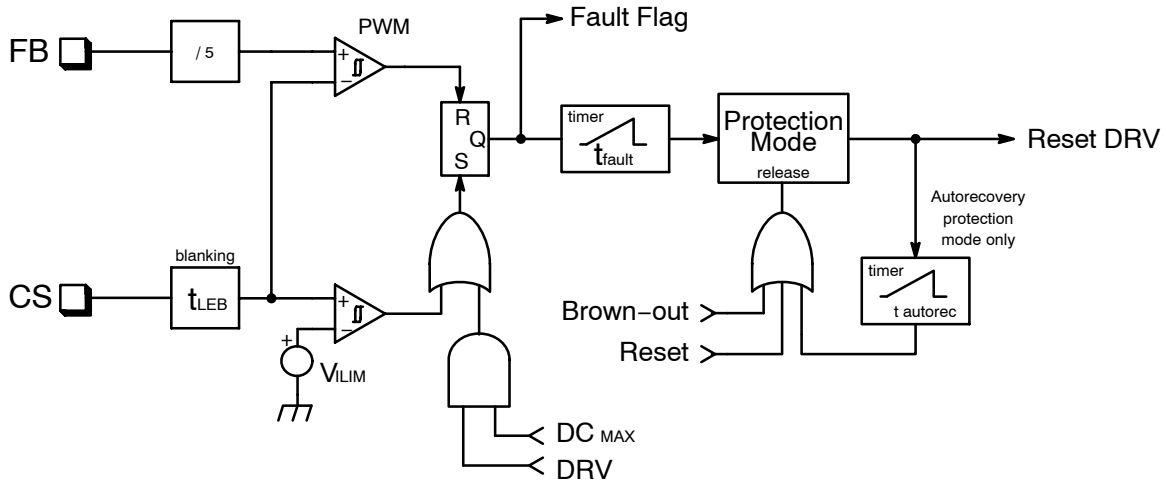 Fault Flag
PWM
FB
/ 5
+
−
R
Q
S
timer
tfault
Protection
Mode
release
Reset DRV
Autorecovery
protection
mode only
blanking
CS
tLEB
+
−
+
VILIM
timer
t autorec
Brown−out
Reset
DC MAX
DRV